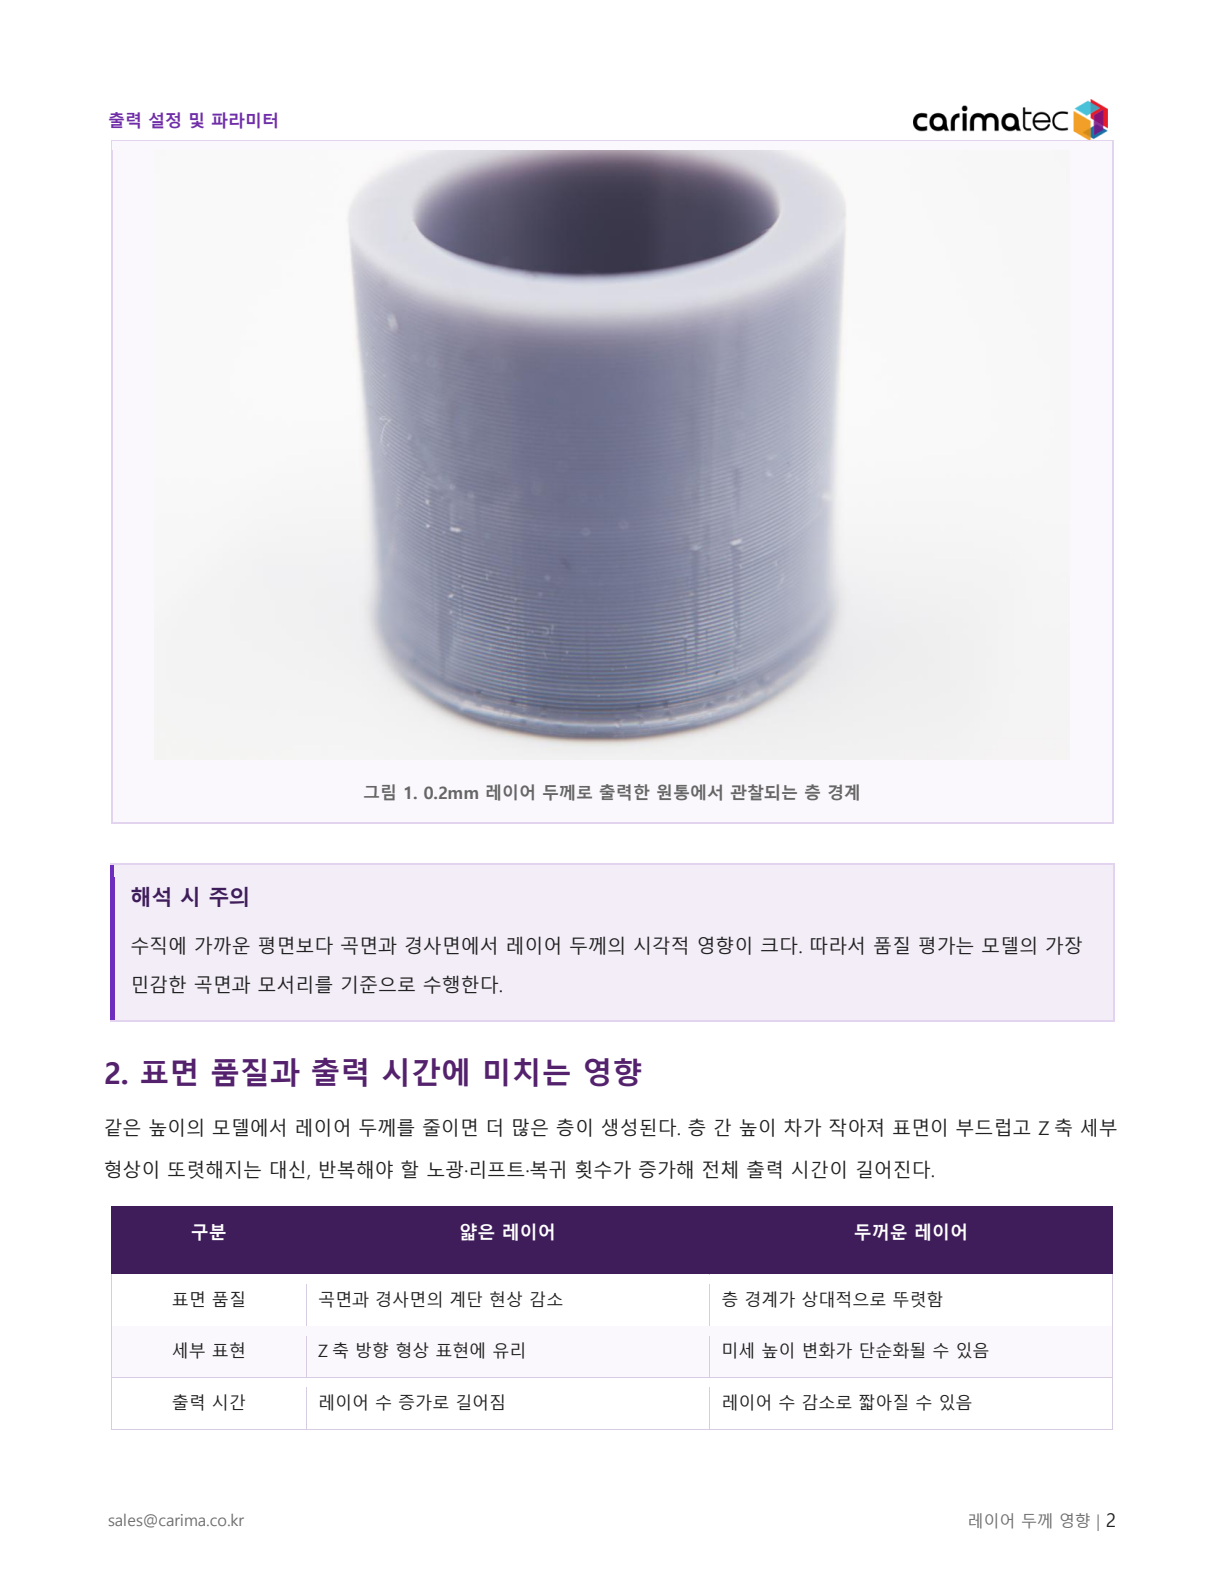 출력 설정 및 파라미터
carimatec
그림 1. 0.2mm 레이어 두께로 출력한 원통에서 관찰되는 층 경계
해석 시 주의
수직에 가까운 평면보다 곡면과 경사면에서 레이어 두께의 시각적 영향이 크다. 따라서 품질 평가는 모델의 가장
민감한 곡면과 모서리를 기준으로 수행한다.
2. 표면 품질과 출력 시간에 미치는 영향
같은 높이의 모델에서 레이어 두께를 줄이면 더 많은 층이 생성된다. 층 간 높이 차가 작아져 표면이 부드럽고 Z 축 세부
형상이 또렷해지는 대신, 반복해야 할 노광·리프트·복귀 횟수가 증가해 전체 출력 시간이 길어진다.
구분 얇은 레이어 두꺼운 레이어
표면 품질 곡면과 경사면의 계단 현상 감소 층 경계가 상대적으로 뚜렷함
세부 표현 Z 축 방향 형상 표현에 유리 미세 높이 변화가 단순화될 수 있음
출력 시간 레이어 수 증가로 길어짐 레이어 수 감소로 짧아질 수 있음
sales@carima.co.kr 레이어 두께 영향 | 2